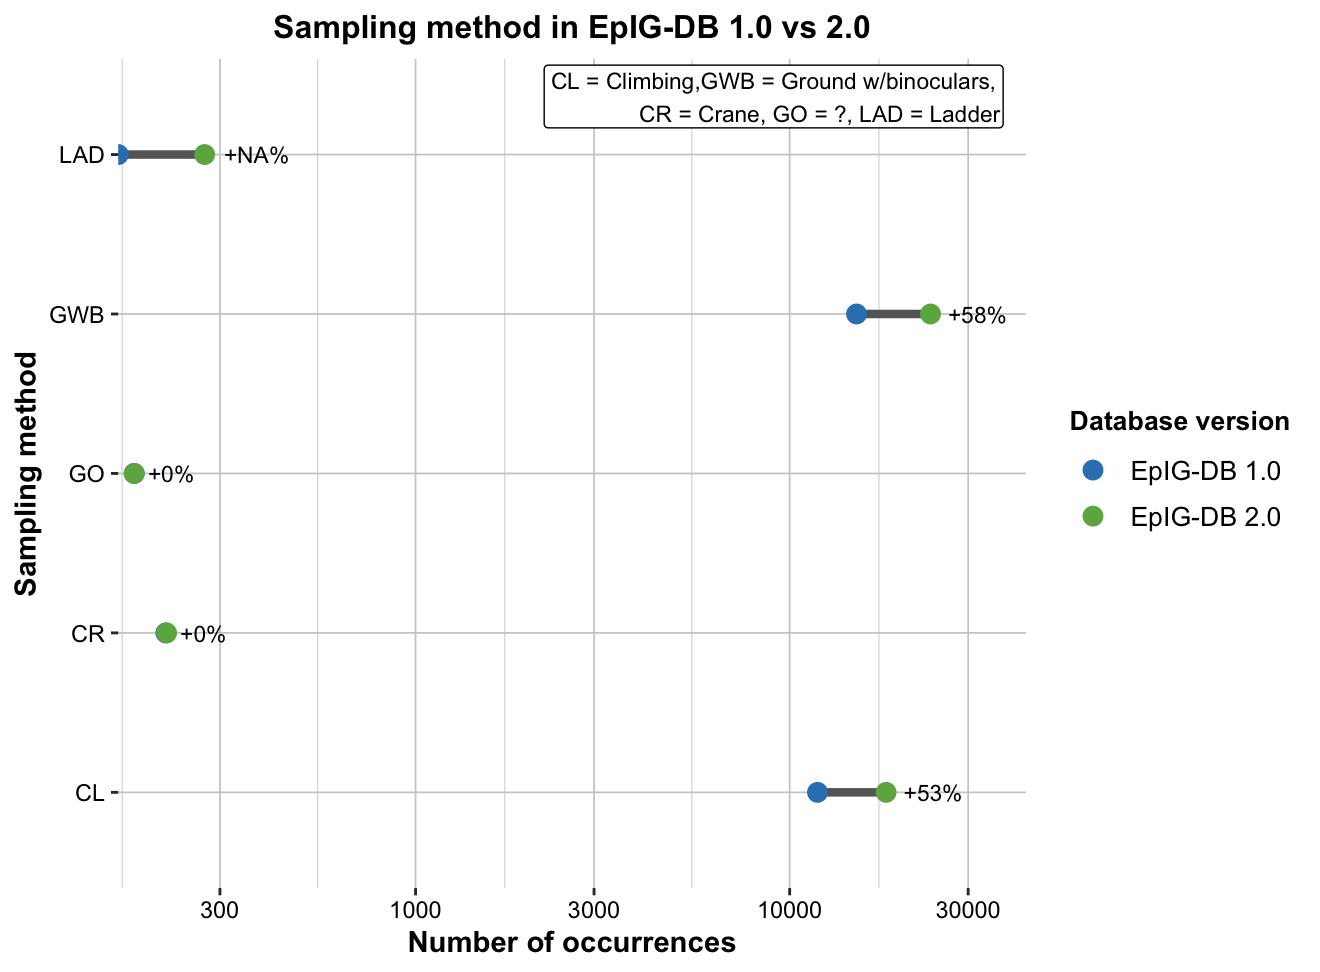 Sampling method in EpIG-DB 1.0 vs 2.0
CL = Climbing,GWB = Ground w/binoculars,
CR = Crane, GO = ?, LAD = Ladder
LAD
+NA%
GWB
+58%
GO
+0%
CR
+0%
CL
+53%
Sampling method
300
1000
3000
10000
30000
Number of occurrences
Database version
EpIG-DB 1.0
EpIG-DB 2.0